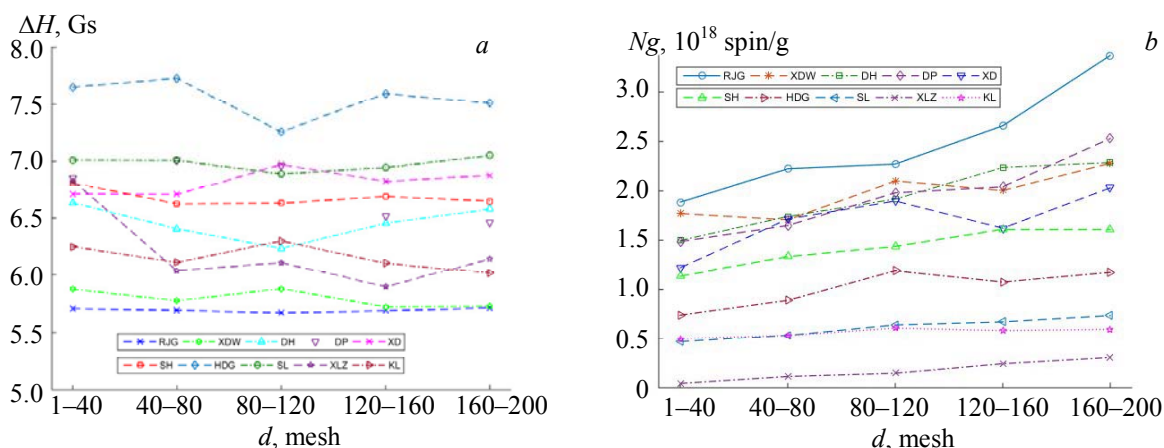 ΔH, Gs
a
8.0
7.5
7.0
6.5
6.0
5.5
5.0
RJG XDW DH DP XD
SH HDG SL XLZ KL
1–40 40–80 80–120 120–160 160–200
d, mesh
Ng, 10^18 spin/g
b
RJG XDW DH DP XD
SH HDG SL XLZ KL
3.0
2.5
2.0
1.5
1.0
0.5
0
1–40 40–80 80–120 120–160 160–200
d, mesh